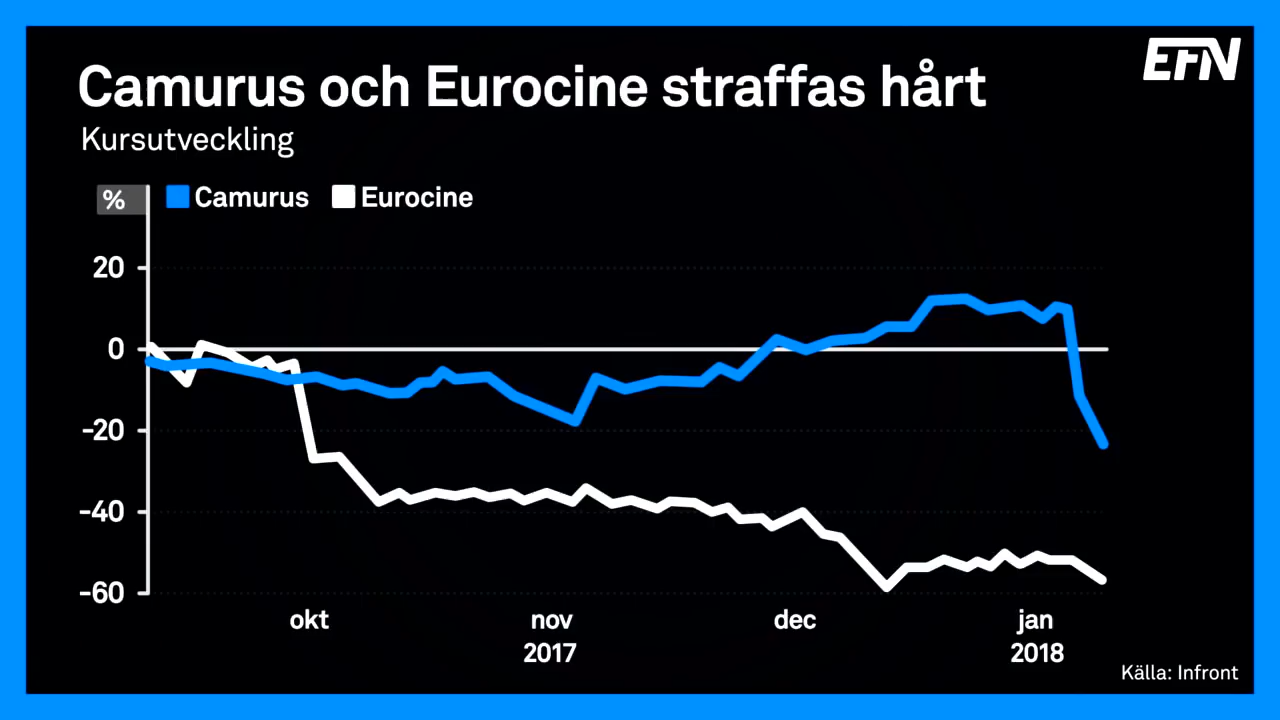 EFN
Camurus och Eurocine straffas hårt
Kursutveckling
% Camurus Eurocine
20
0
-20
-40
-60
okt nov dec jan
2017 2018
Källa: Infront